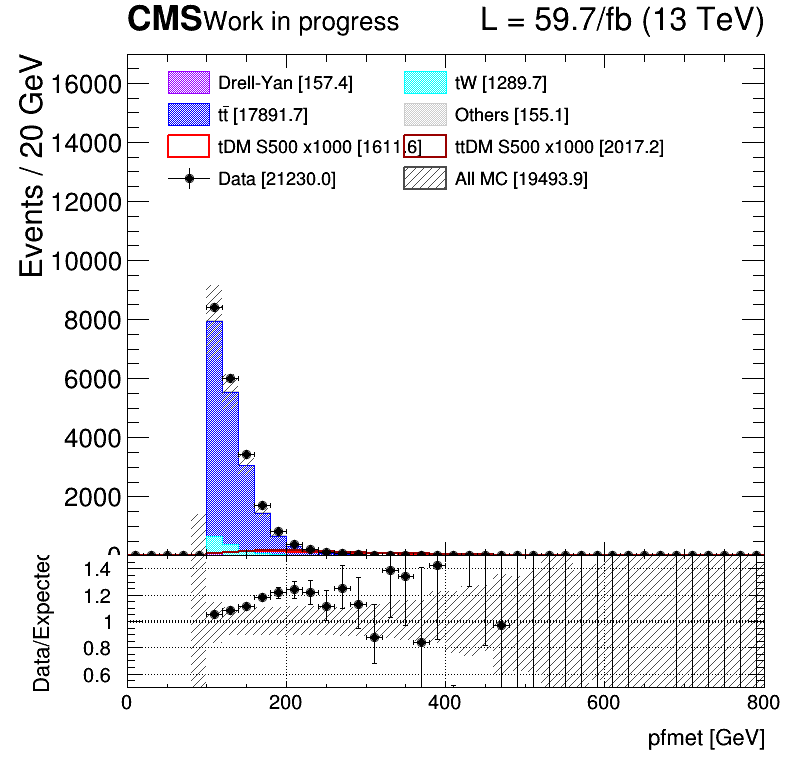 CMS Work in progress L = 59.7/fb (13 TeV)
Events / 20 GeV
16000
14000
12000
10000
8000
6000
4000
2000
0
Drell-Yan [157.4] tW [1289.7]
tt̄ [17891.7] Others [155.1]
tDM S500 x1000 [1611.6] ttDM S500 x1000 [2017.2]
Data [21230.0] All MC [19493.9]
Data/Expected
1.4
1.2
1
0.8
0.6
0 200 400 600 800
pfmet [GeV]